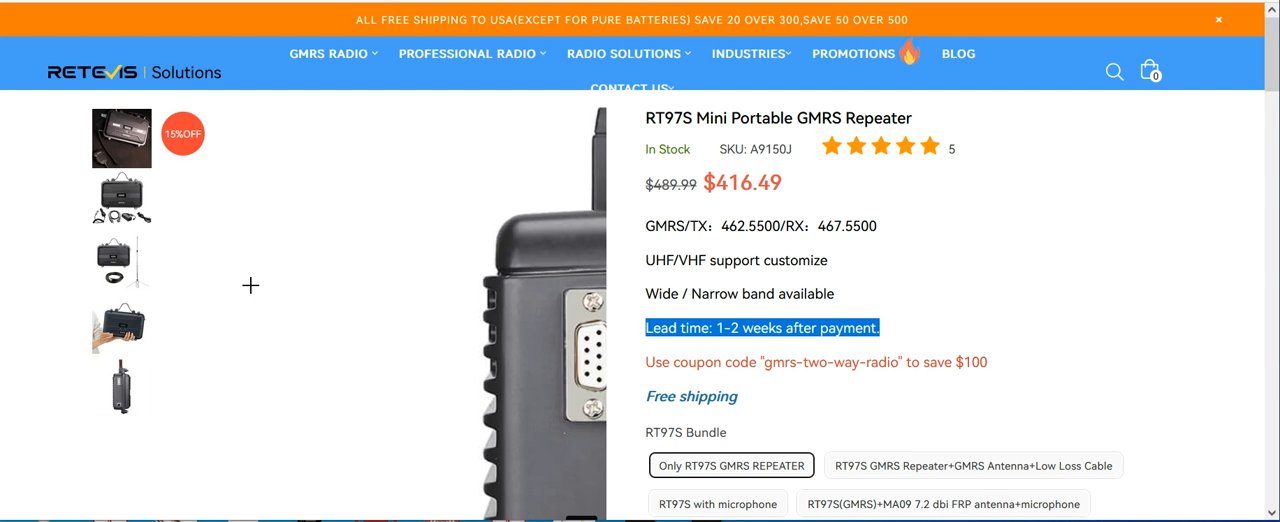 ALL FREE SHIPPING TO USA(EXCEPT FOR PURE BATTERIES) SAVE 20 OVER 300,SAVE 50 OVER 500
×
GMRS RADIO PROFESSIONAL RADIO RADIO SOLUTIONS INDUSTRIES PROMOTIONS BLOG
CONTACT US
RETEVIS | Solutions
0
15%OFF
RT97S Mini Portable GMRS Repeater
In Stock SKU: A9150J 5
$489.99 $416.49
GMRS/TX：462.5500/RX：467.5500
UHF/VHF support customize
Wide / Narrow band available
Lead time: 1-2 weeks after payment.
Use coupon code "gmrs-two-way-radio" to save $100
Free shipping
RT97S Bundle
Only RT97S GMRS REPEATER
RT97S GMRS Repeater+GMRS Antenna+Low Loss Cable
RT97S with microphone
RT97S(GMRS)+MA09 7.2 dbi FRP antenna+microphone